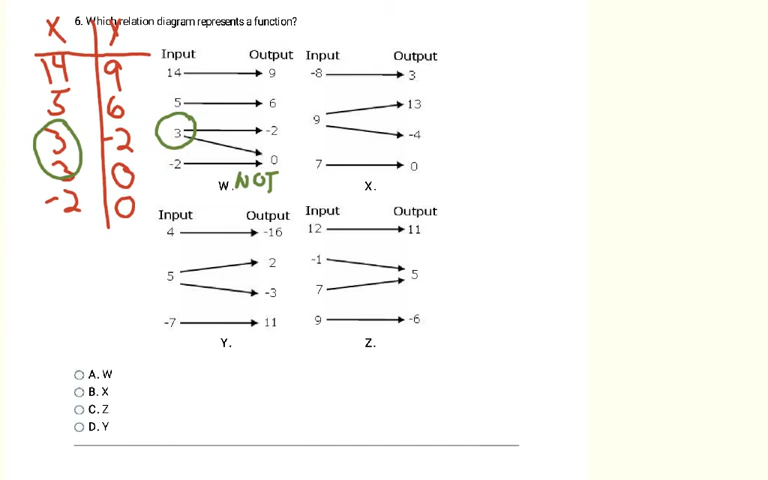 6. Which relation diagram represents a function?
X Y
14 9
5 6
3 -2
3 0
-2 0
Input Output
14 9
5 6
3 -2
-2 0
W. NOT
Input Output
-8 3
9 13
-4
7 0
X.
Input Output
4 -16
5 2
-3
-7 11
Y.
Input Output
12 11
-1 5
7
9 -6
Z.
A. W
B. X
C. Z
D. Y